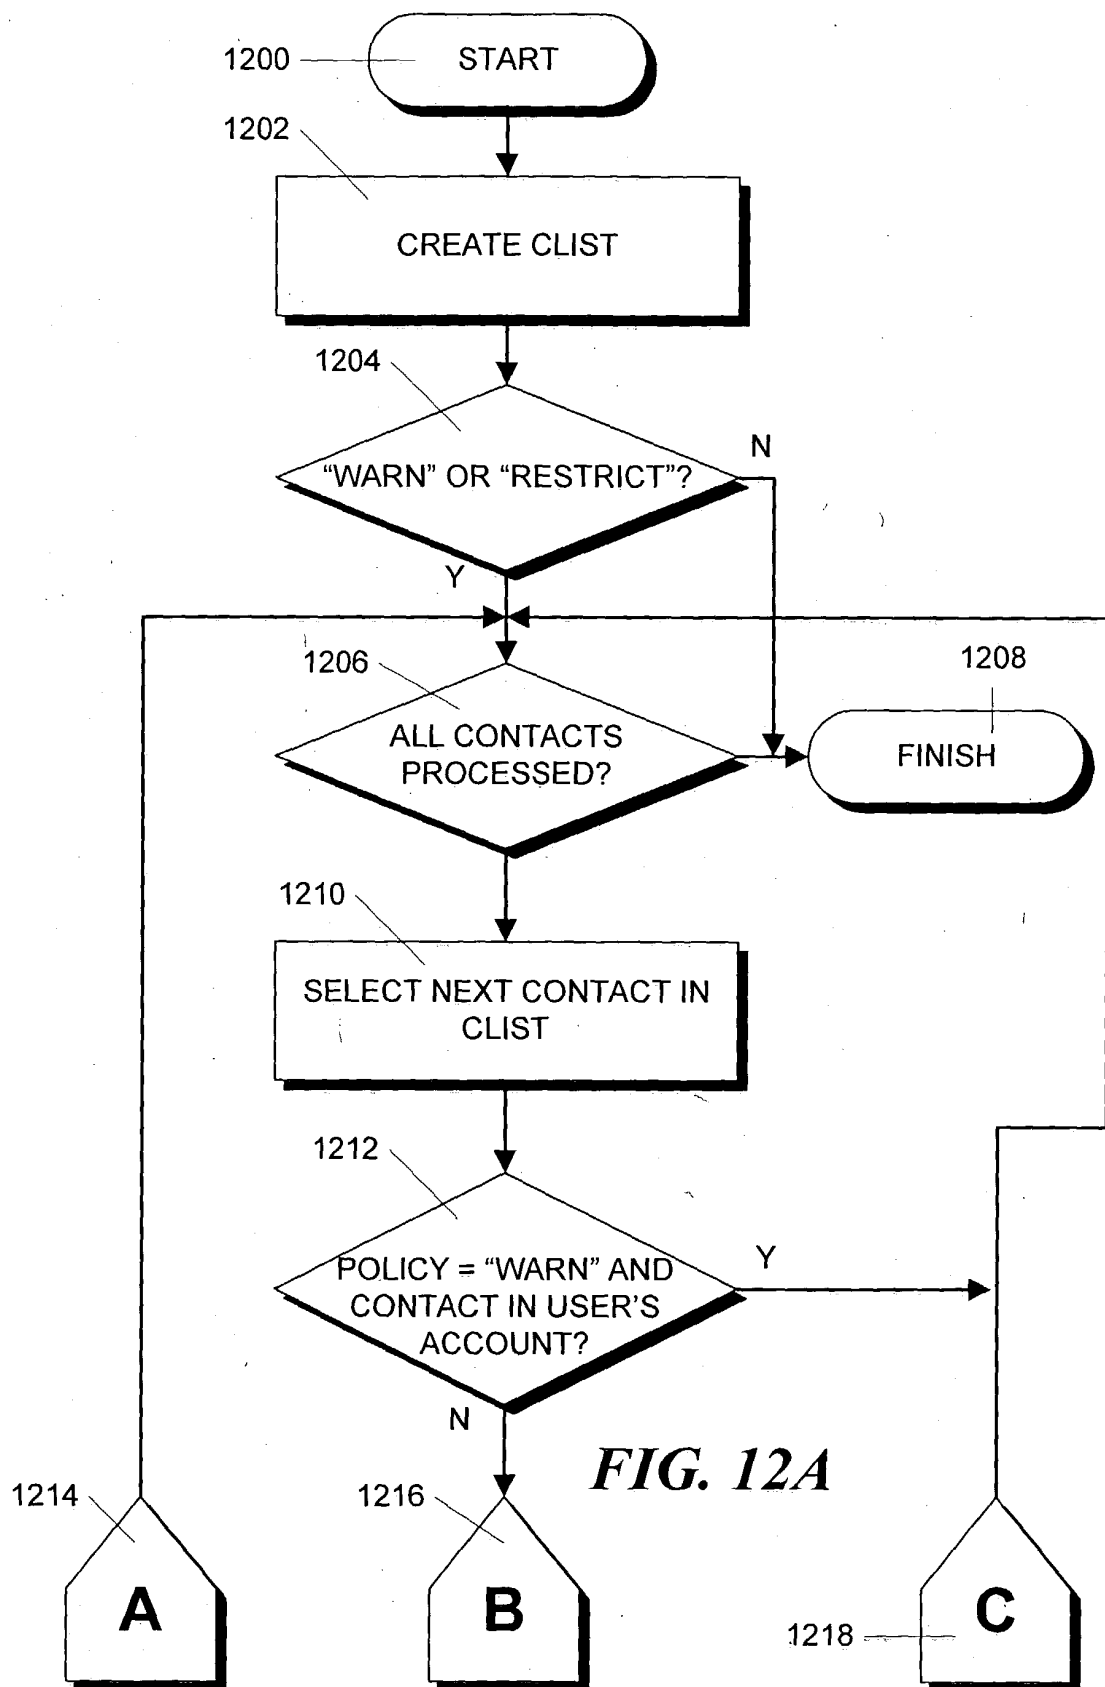 1200
START
1202
CREATE CLIST
1204
“WARN” OR “RESTRICT”?
N
Y
1206
ALL CONTACTS
PROCESSED?
1208
FINISH
1210
SELECT NEXT CONTACT IN
CLIST
1212
POLICY = “WARN” AND
CONTACT IN USER’S
ACCOUNT?
Y
N
FIG. 12A
1214
A
1216
B
1218
C